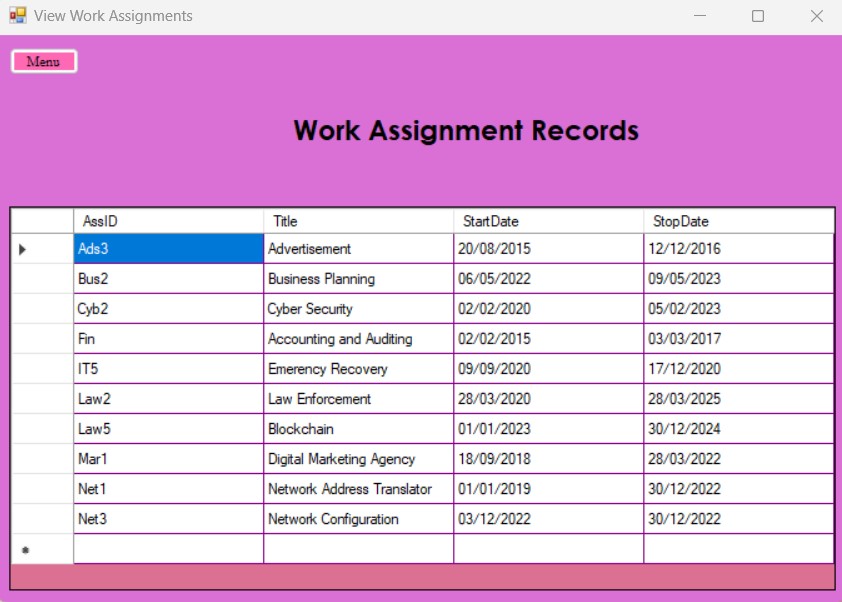 View Work Assignments
Menu
Work Assignment Records
AssID Title StartDate StopDate
Ads3 Advertisement 20/08/2015 12/12/2016
Bus2 Business Planning 06/05/2022 09/05/2023
Cyb2 Cyber Security 02/02/2020 05/02/2023
Fin Accounting and Auditing 02/02/2015 03/03/2017
IT5 Emerency Recovery 09/09/2020 17/12/2020
Law2 Law Enforcement 28/03/2020 28/03/2025
Law5 Blockchain 01/01/2023 30/12/2024
Mar1 Digital Marketing Agency 18/09/2018 28/03/2022
Net1 Network Address Translator 01/01/2019 30/12/2022
Net3 Network Configuration 03/12/2022 30/12/2022